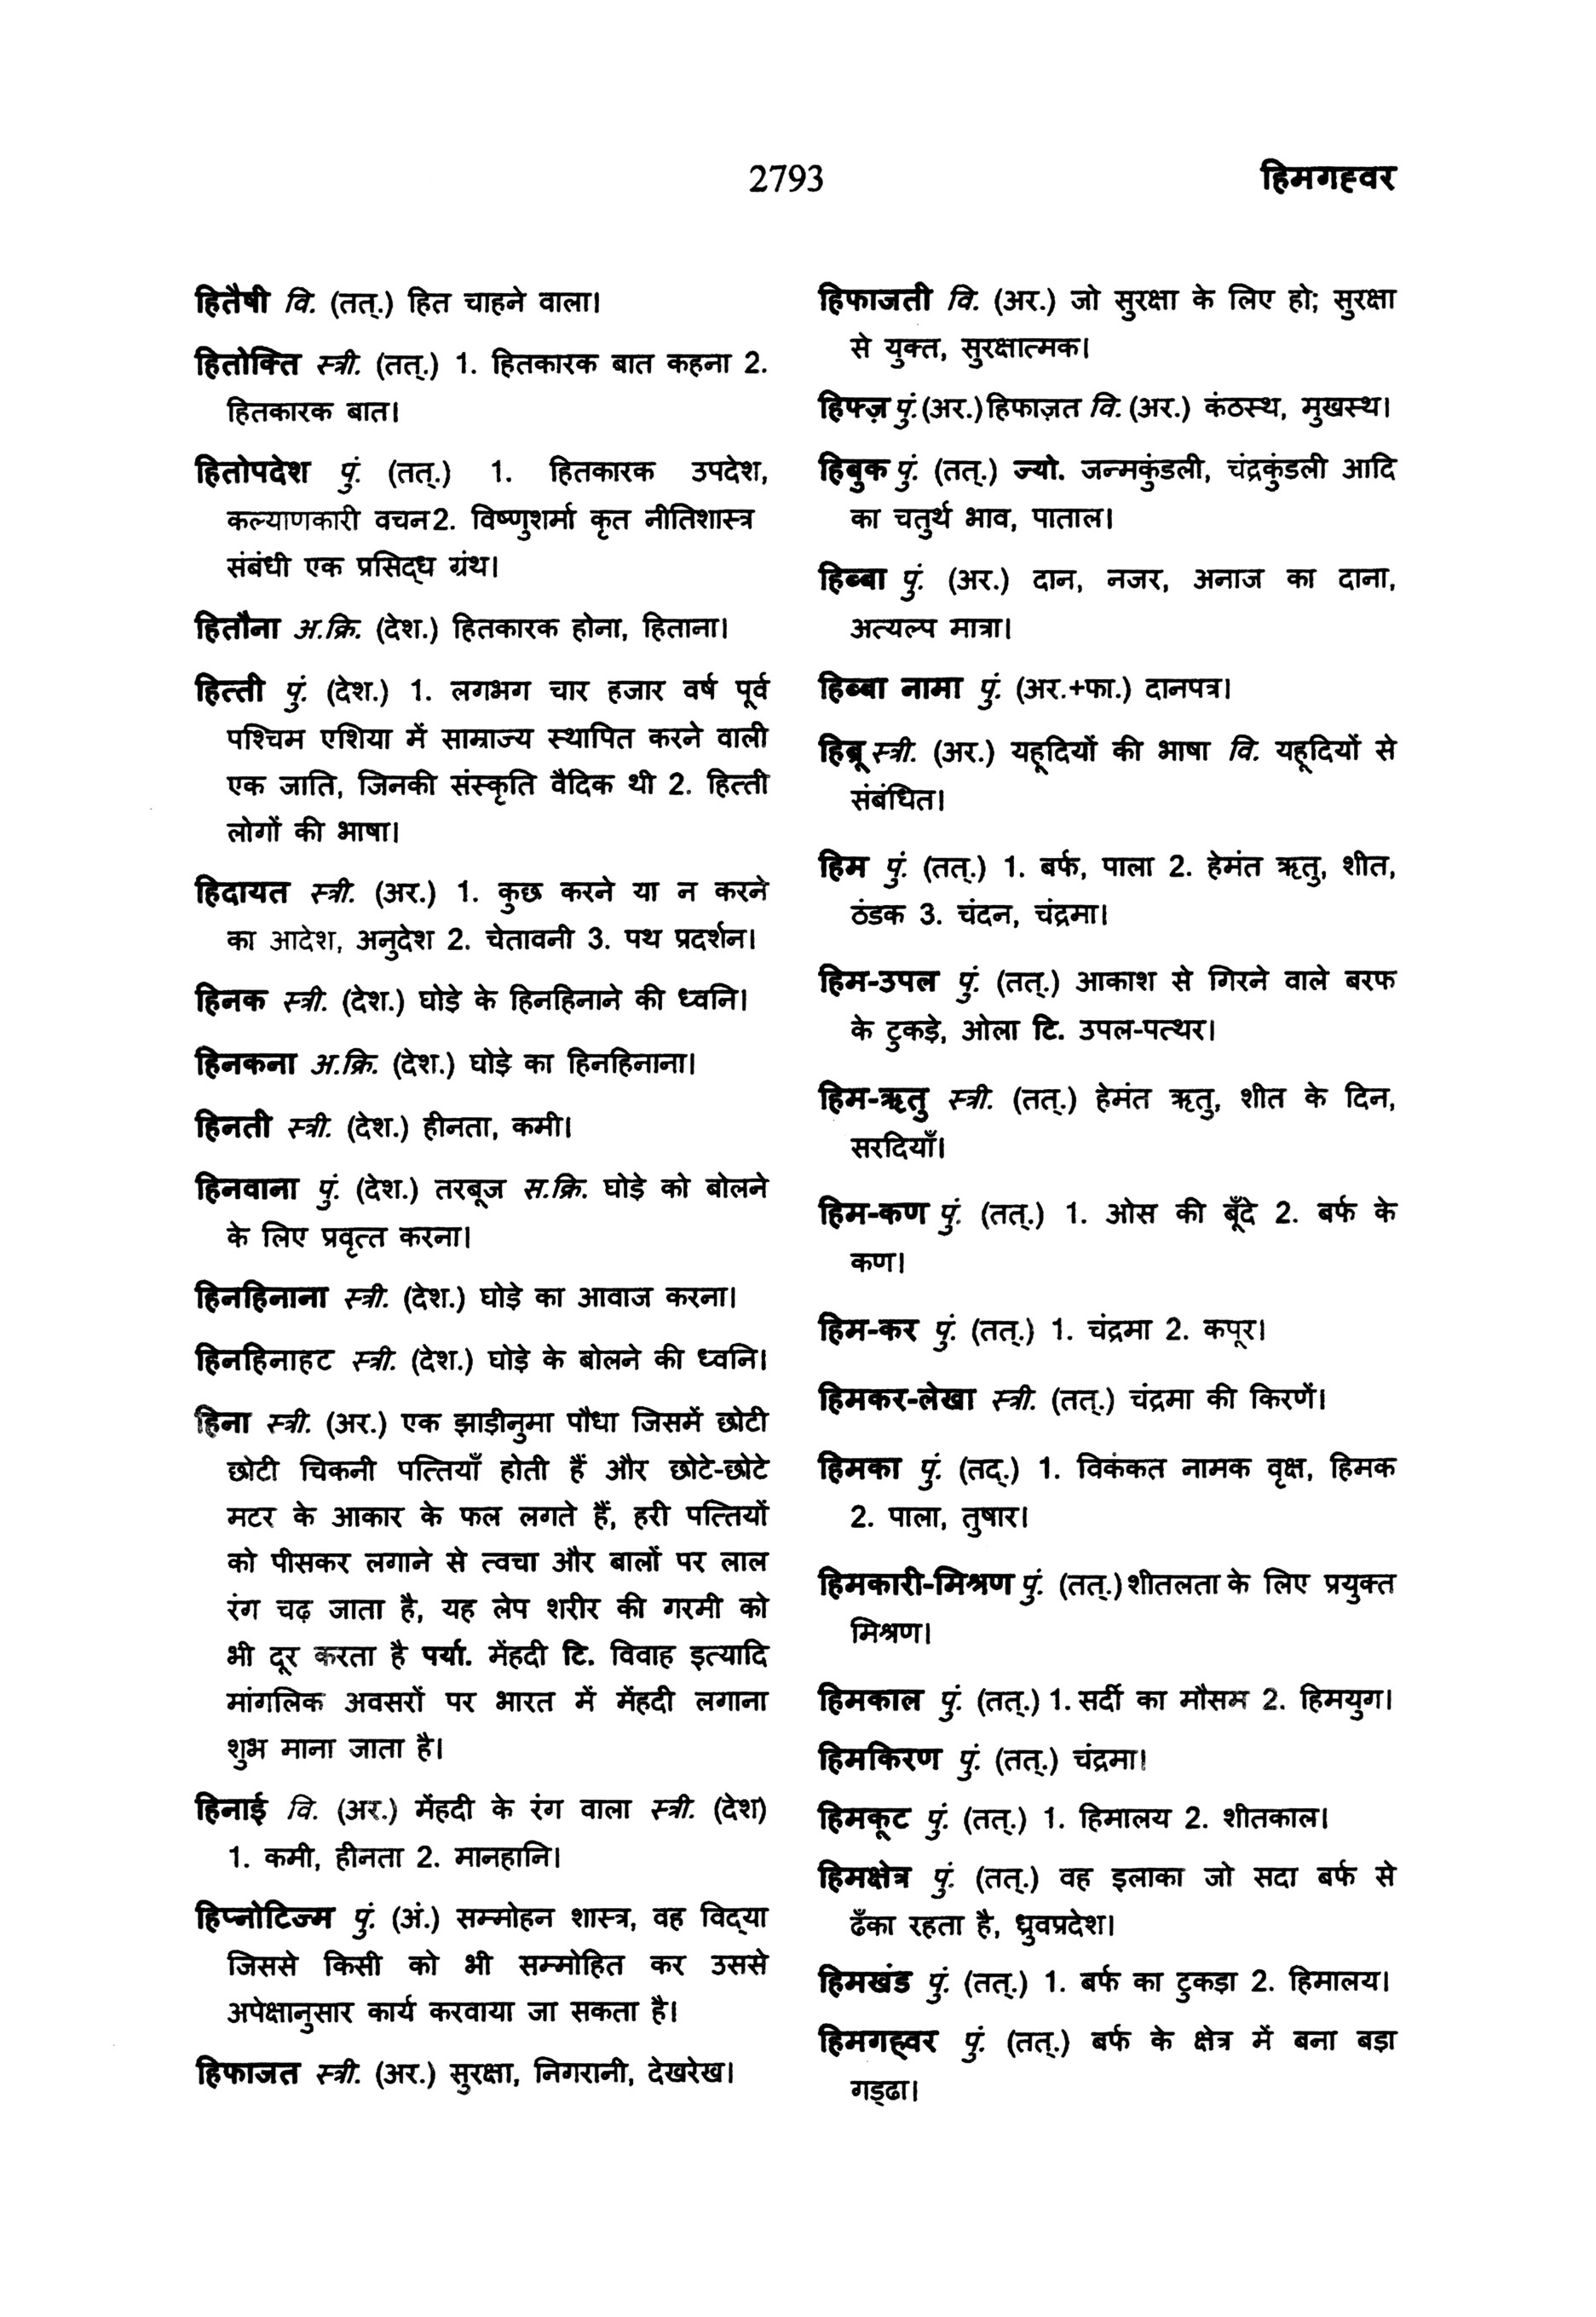 2793
हिमगह्वर
हितैषी वि. (तत्.) हित चाहने वाला।
हितोक्ति स्त्री. (तत्.) 1. हितकारक बात कहना 2.
हितकारक बात।
हितोपदेश पुं. (तत्.) 1. हितकारक उपदेश,
कल्याणकारी वचन2. विष्णुशर्मा कृत नीतिशास्त्र
संबंधी एक प्रसिद्ध ग्रंथ।
हितौना अ.क्रि. (देश.) हितकारक होना, हिताना।
हित्ती पुं. (देश.) 1. लगभग चार हजार वर्ष पूर्व
पश्चिम एशिया में साम्राज्य स्थापित करने वाली
एक जाति, जिनकी संस्कृति वैदिक थी 2. हित्ती
लोगों की भाषा।
हिदायत स्त्री. (अर.) 1. कुछ करने या न करने
का आदेश, अनुदेश 2. चेतावनी 3. पथ प्रदर्शन।
हिनक स्त्री. (देश.) घोड़े के हिनहिनाने की ध्वनि।
हिनकना अ.क्रि. (देश.) घोड़े का हिनहिनाना।
हिनती स्त्री. (देश.) हीनता, कमी।
हिनवाना पुं. (देश.) तरबूज स.क्रि. घोड़े को बोलने
के लिए प्रवृत्त करना।
हिनहिनाना स्त्री. (देश.) घोड़े का आवाज करना।
हिनहिनाहट स्त्री. (देश.) घोड़े के बोलने की ध्वनि।
हिना स्त्री. (अर.) एक झाड़ीनुमा पौधा जिसमें छोटी
छोटी चिकनी पत्तियाँ होती हैं और छोटे-छोटे
मटर के आकार के फल लगते हैं, हरी पत्तियों
को पीसकर लगाने से त्वचा और बालों पर लाल
रंग चढ़ जाता है, यह लेप शरीर की गरमी को
भी दूर करता है पर्या. मेंहदी टि. विवाह इत्यादि
मांगलिक अवसरों पर भारत में मेंहदी लगाना
शुभ माना जाता है।
हिनाई वि. (अर.) मेंहदी के रंग वाला स्त्री. (देश)
1. कमी, हीनता 2. मानहानि।
हिप्नोटिज्म पुं. (अं.) सम्मोहन शास्त्र, वह विद्या
जिससे किसी को भी सम्मोहित कर उससे
अपेक्षानुसार कार्य करवाया जा सकता है।
हिफाजत स्त्री. (अर.) सुरक्षा, निगरानी, देखरेख।
हिफाजती वि. (अर.) जो सुरक्षा के लिए हो; सुरक्षा
से युक्त, सुरक्षात्मक।
हिफ्ज़ पुं. (अर.) हिफाज़त वि. (अर.) कंठस्थ, मुखस्थ।
हिबुक पुं. (तत्.) ज्यो. जन्मकुंडली, चंद्रकुंडली आदि
का चतुर्थ भाव, पाताल।
हिब्बा पुं. (अर.) दान, नजर, अनाज का दाना,
अत्यल्प मात्रा।
हिब्बा नामा पुं. (अर.+फा.) दानपत्र।
हिब्रू स्त्री. (अर.) यहूदियों की भाषा वि. यहूदियों से
संबंधित।
हिम पुं. (तत्.) 1. बर्फ, पाला 2. हेमंत ऋतु, शीत,
ठंडक 3. चंदन, चंद्रमा।
हिम-उपल पुं. (तत्.) आकाश से गिरने वाले बरफ
के टुकड़े, ओला टि. उपल-पत्थर।
हिम-ऋतु स्त्री. (तत्.) हेमंत ऋतु, शीत के दिन,
सरदियाँ।
हिम-कण पुं. (तत्.) 1. ओस की बूँदे 2. बर्फ के
कण।
हिम-कर पुं. (तत्.) 1. चंद्रमा 2. कपूर।
हिमकर-लेखा स्त्री. (तत्.) चंद्रमा की किरणें।
हिमका पुं. (तद्.) 1. विकंकत नामक वृक्ष, हिमक
2. पाला, तुषार।
हिमकारी-मिश्रण पुं. (तत्.) शीतलता के लिए प्रयुक्त
मिश्रण।
हिमकाल पुं. (तत्.) 1. सर्दी का मौसम 2. हिमयुग।
हिमकिरण पुं. (तत्.) चंद्रमा।
हिमकूट पुं. (तत्.) 1. हिमालय 2. शीतकाल।
हिमक्षेत्र पुं. (तत्.) वह इलाका जो सदा बर्फ से
ढँका रहता है, ध्रुवप्रदेश।
हिमखंड पुं. (तत्.) 1. बर्फ का टुकड़ा 2. हिमालय।
हिमगह्वर पुं. (तत्.) बर्फ के क्षेत्र में बना बड़ा
गड्ढा।